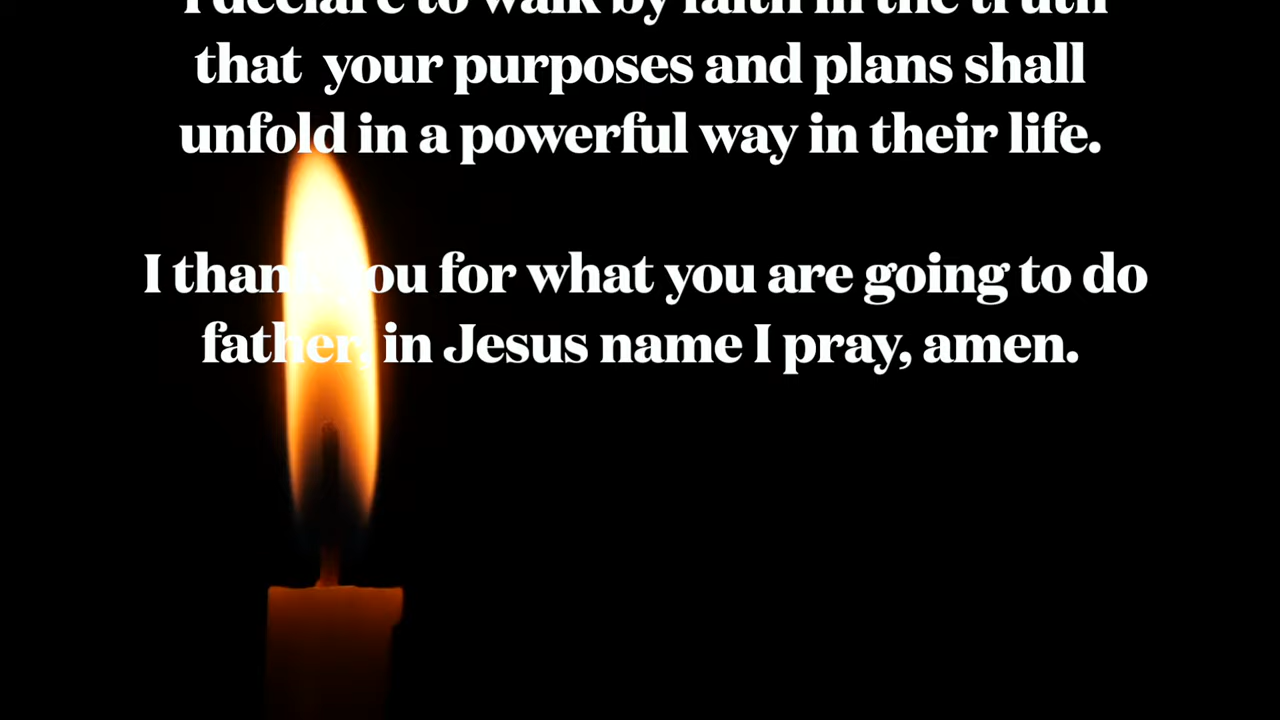 I declare to walk by faith in the truth
that your purposes and plans shall
unfold in a powerful way in their life.
I thank you for what you are going to do
father, in Jesus name I pray, amen.